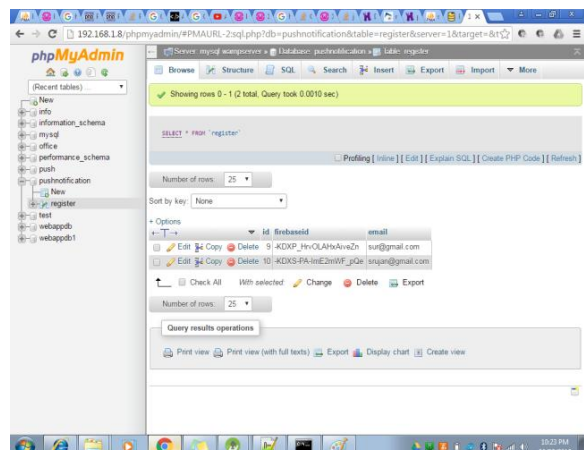 192.168.1.8/phpmyadmin/#PMAURL-2:sql.php?db=pushnotification&table=register&server=1&target=&t
phpMyAdmin
(Recent tables) ...
New
info
information_schema
mysql
office
performance_schema
push
pushnotification
New
register
test
webappdb
webappdb1
Server: mysql wampserver » Database: pushnotification » Table: register
Browse Structure SQL Search Insert Export Import More
Showing rows 0 - 1 (2 total, Query took 0.0010 sec)
SELECT * FROM `register`
Profiling [ Inline ] [ Edit ] [ Explain SQL ] [ Create PHP Code ] [ Refresh ]
Number of rows: 25
Sort by key: None
+ Options
id firebaseid email
Edit Copy Delete 9 -KDXP_HrvOLAHxAiveZn sur@gmail.com
Edit Copy Delete 10 -KDXS-PA-lmE2mWF_pQe srujan@gmail.com
Check All With selected: Change Delete Export
Number of rows: 25
Query results operations
Print view Print view (with full texts) Export Display chart Create view
10:23 PM